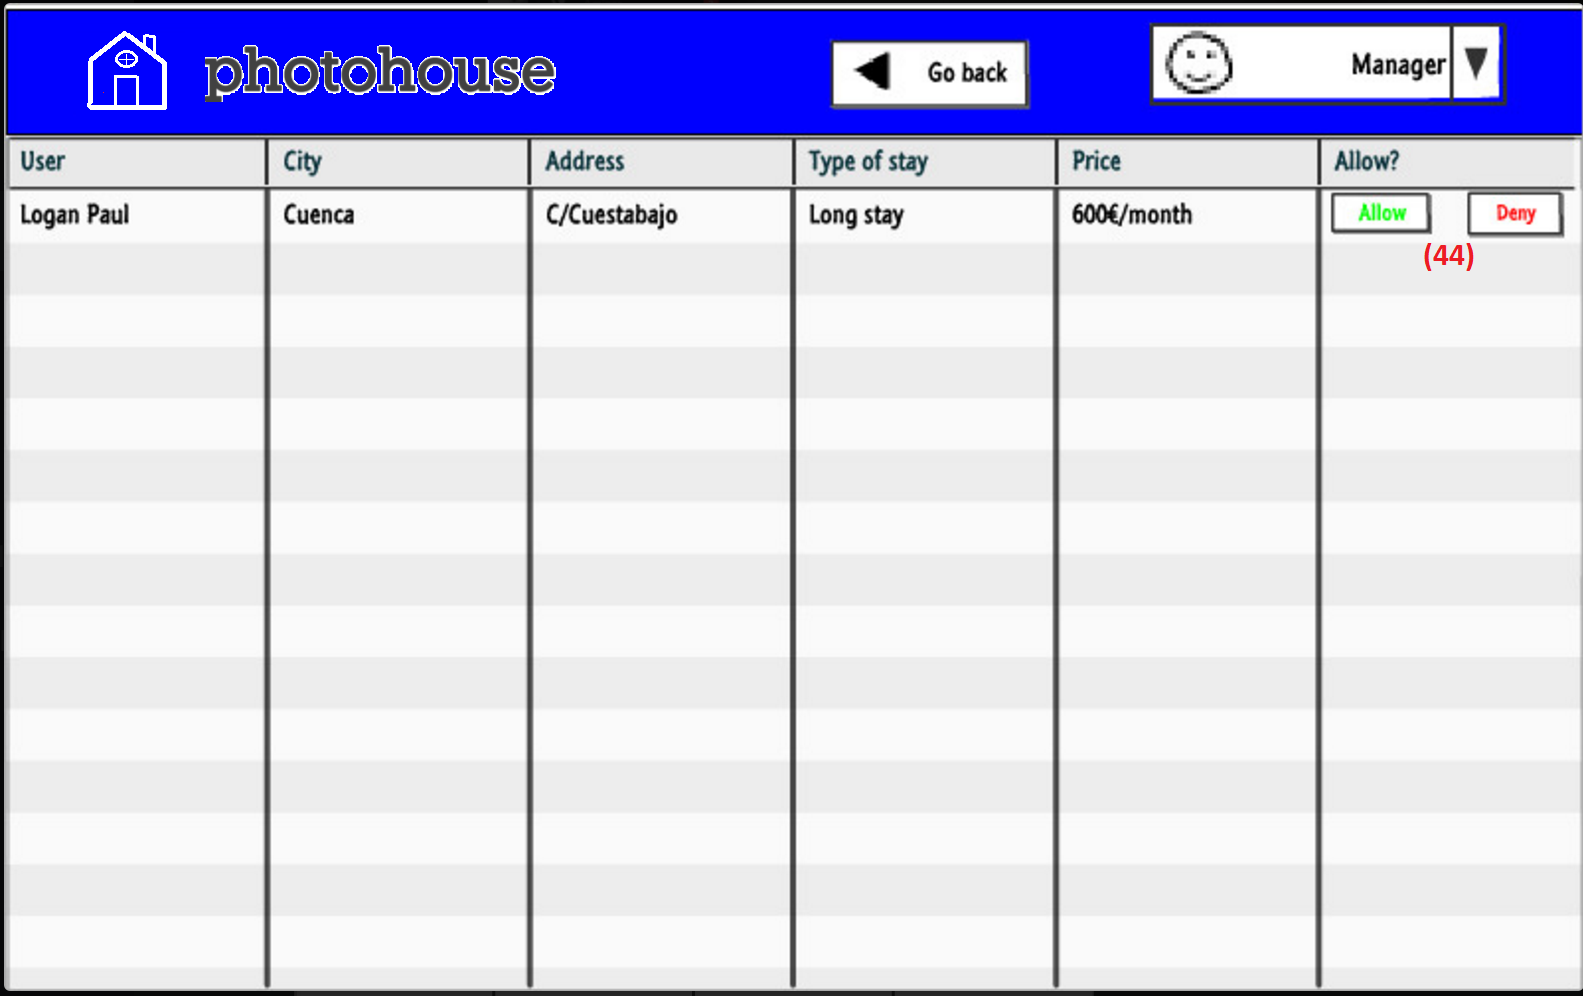 photohouse
Go back
Manager
User City Address Type of stay Price Allow?
Logan Paul Cuenca C/Cuestabajo Long stay 600€/month Allow Deny
(44)